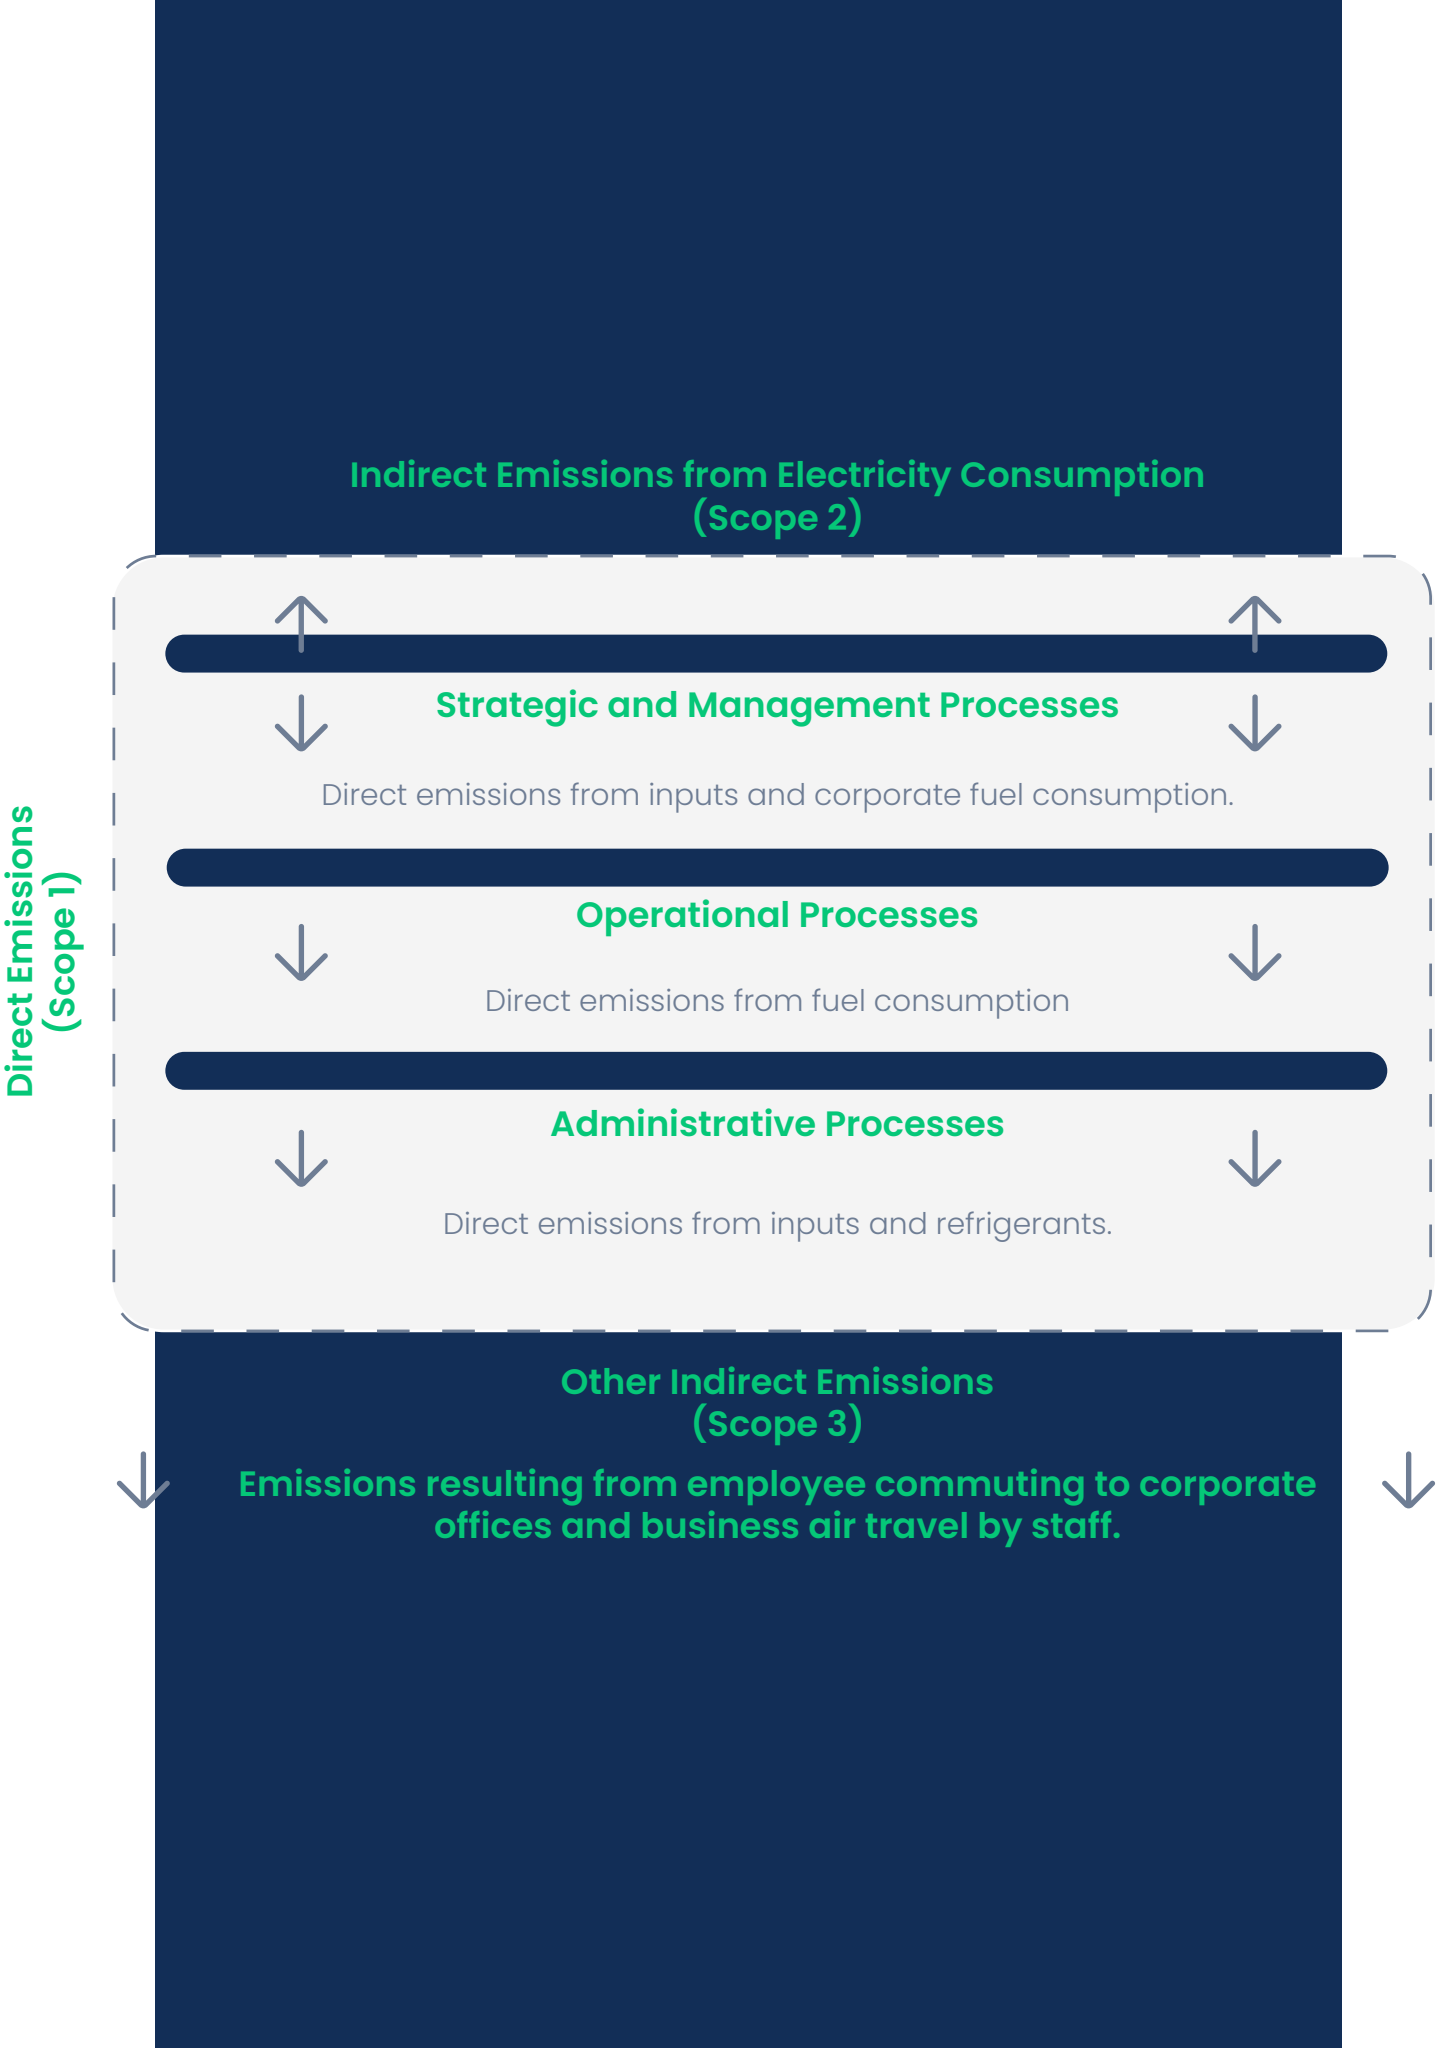 Indirect Emissions from Electricity Consumption
(Scope 2)
Direct Emissions
(Scope 1)
Strategic and Management Processes
Direct emissions from inputs and corporate fuel consumption.
Operational Processes
Direct emissions from fuel consumption
Administrative Processes
Direct emissions from inputs and refrigerants.
Other Indirect Emissions
(Scope 3)
Emissions resulting from employee commuting to corporate
offices and business air travel by staff.